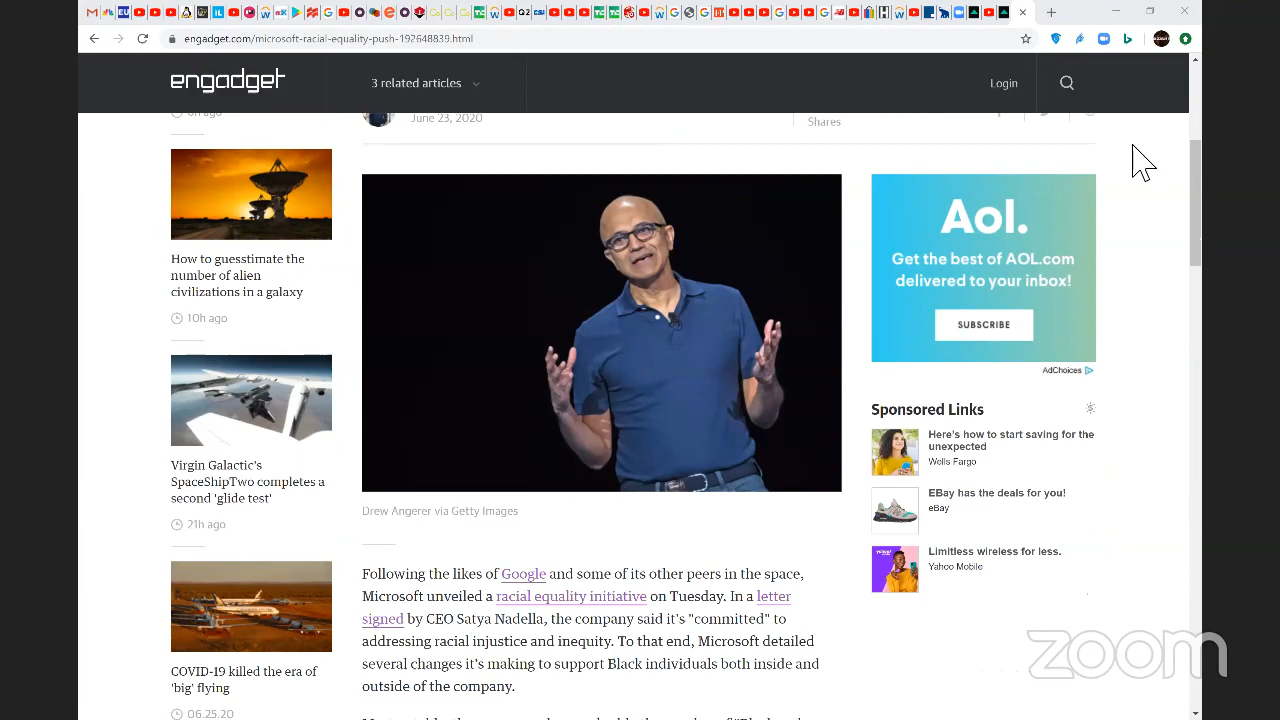 engadget.com/microsoft-racial-equality-push-192648839.html
engadget
3 related articles
Login
June 23, 2020
Shares
How to guesstimate the
number of alien
civilizations in a galaxy
10h ago
Virgin Galactic's
SpaceShipTwo completes a
second 'glide test'
21h ago
COVID-19 killed the era of
'big' flying
06.25.20
Drew Angerer via Getty Images
Following the likes of Google and some of its other peers in the space,
Microsoft unveiled a racial equality initiative on Tuesday. In a letter
signed by CEO Satya Nadella, the company said it's "committed" to
addressing racial injustice and inequity. To that end, Microsoft detailed
several changes it's making to support Black individuals both inside and
outside of the company.
Aol.
Get the best of AOL.com
delivered to your inbox!
SUBSCRIBE
AdChoices
Sponsored Links
Here's how to start saving for the
unexpected
Wells Fargo
EBay has the deals for you!
eBay
Limitless wireless for less.
Yahoo Mobile
zoom